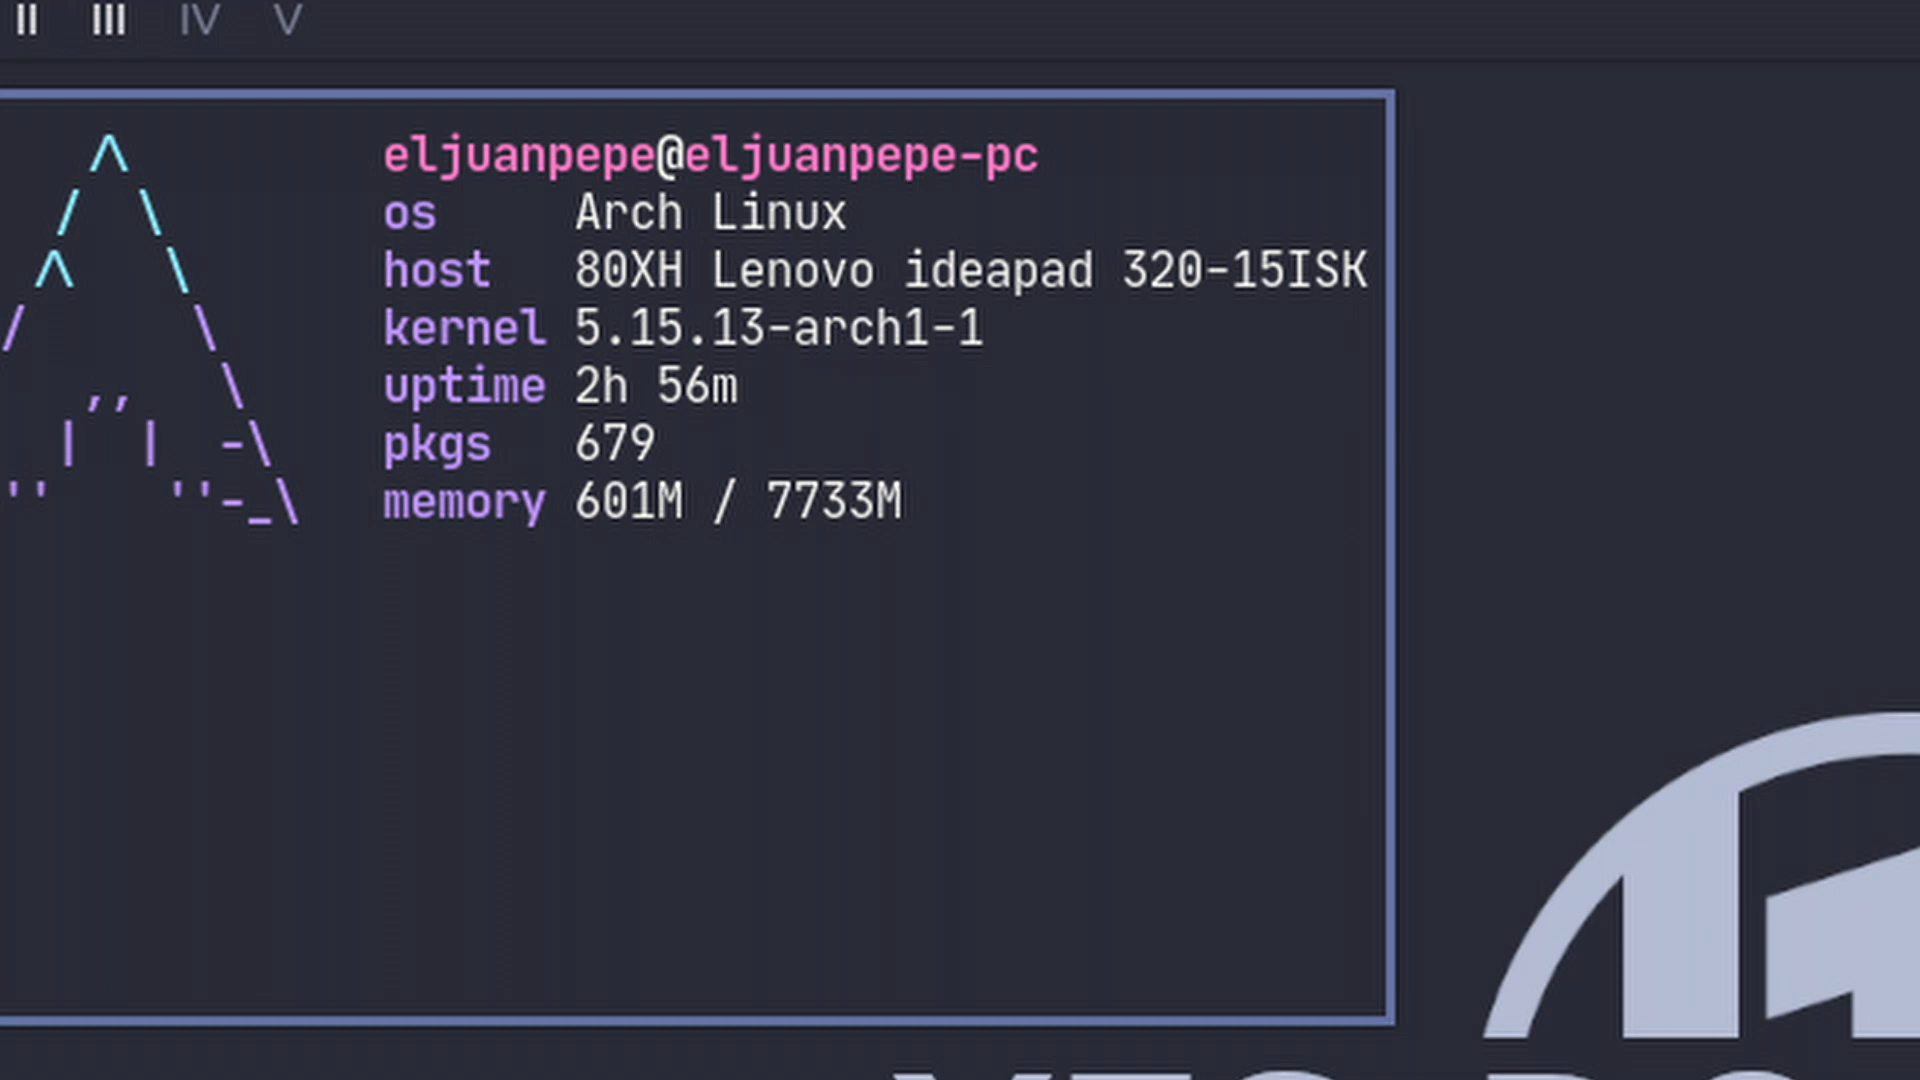 II III IV V
eljuanpepe@eljuanpepe-pc
os Arch Linux
host 80XH Lenovo ideapad 320-15ISK
kernel 5.15.13-arch1-1
uptime 2h 56m
pkgs 679
memory 601M / 7733M